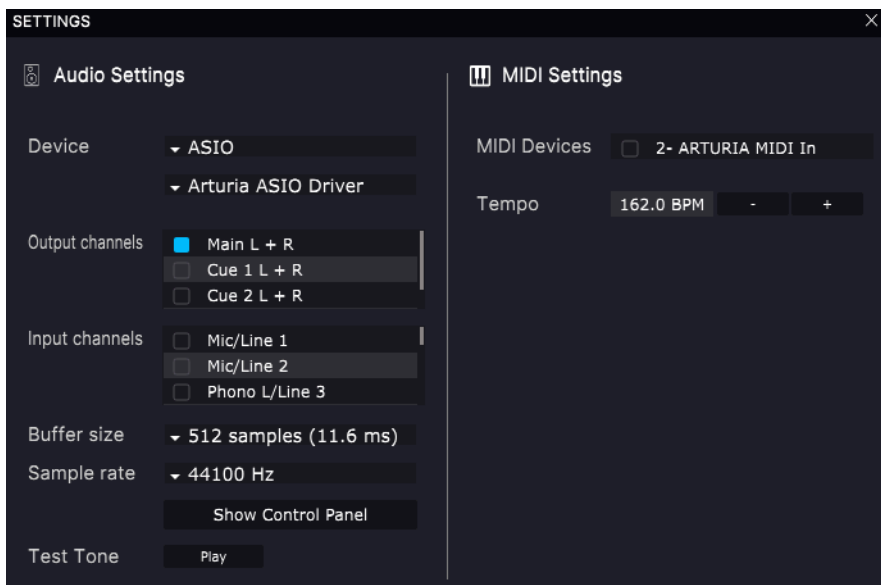 SETTINGS
Audio Settings
Device
ASIO
Arturia ASIO Driver
Output channels
Main L + R
Cue 1 L + R
Cue 2 L + R
Input channels
Mic/Line 1
Mic/Line 2
Phono L/Line 3
Buffer size
512 samples (11.6 ms)
Sample rate
44100 Hz
Show Control Panel
Test Tone
Play
MIDI Settings
MIDI Devices
2- ARTURIA MIDI In
Tempo
162.0 BPM
-
+